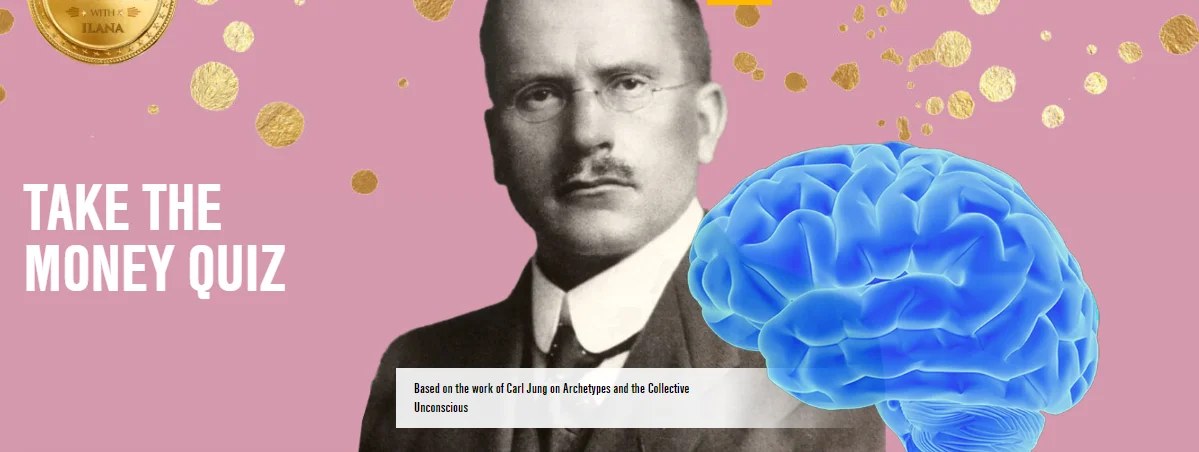 WITH
ILANA
TAKE THE
MONEY QUIZ
Based on the work of Carl Jung on Archetypes and the Collective
Unconscious